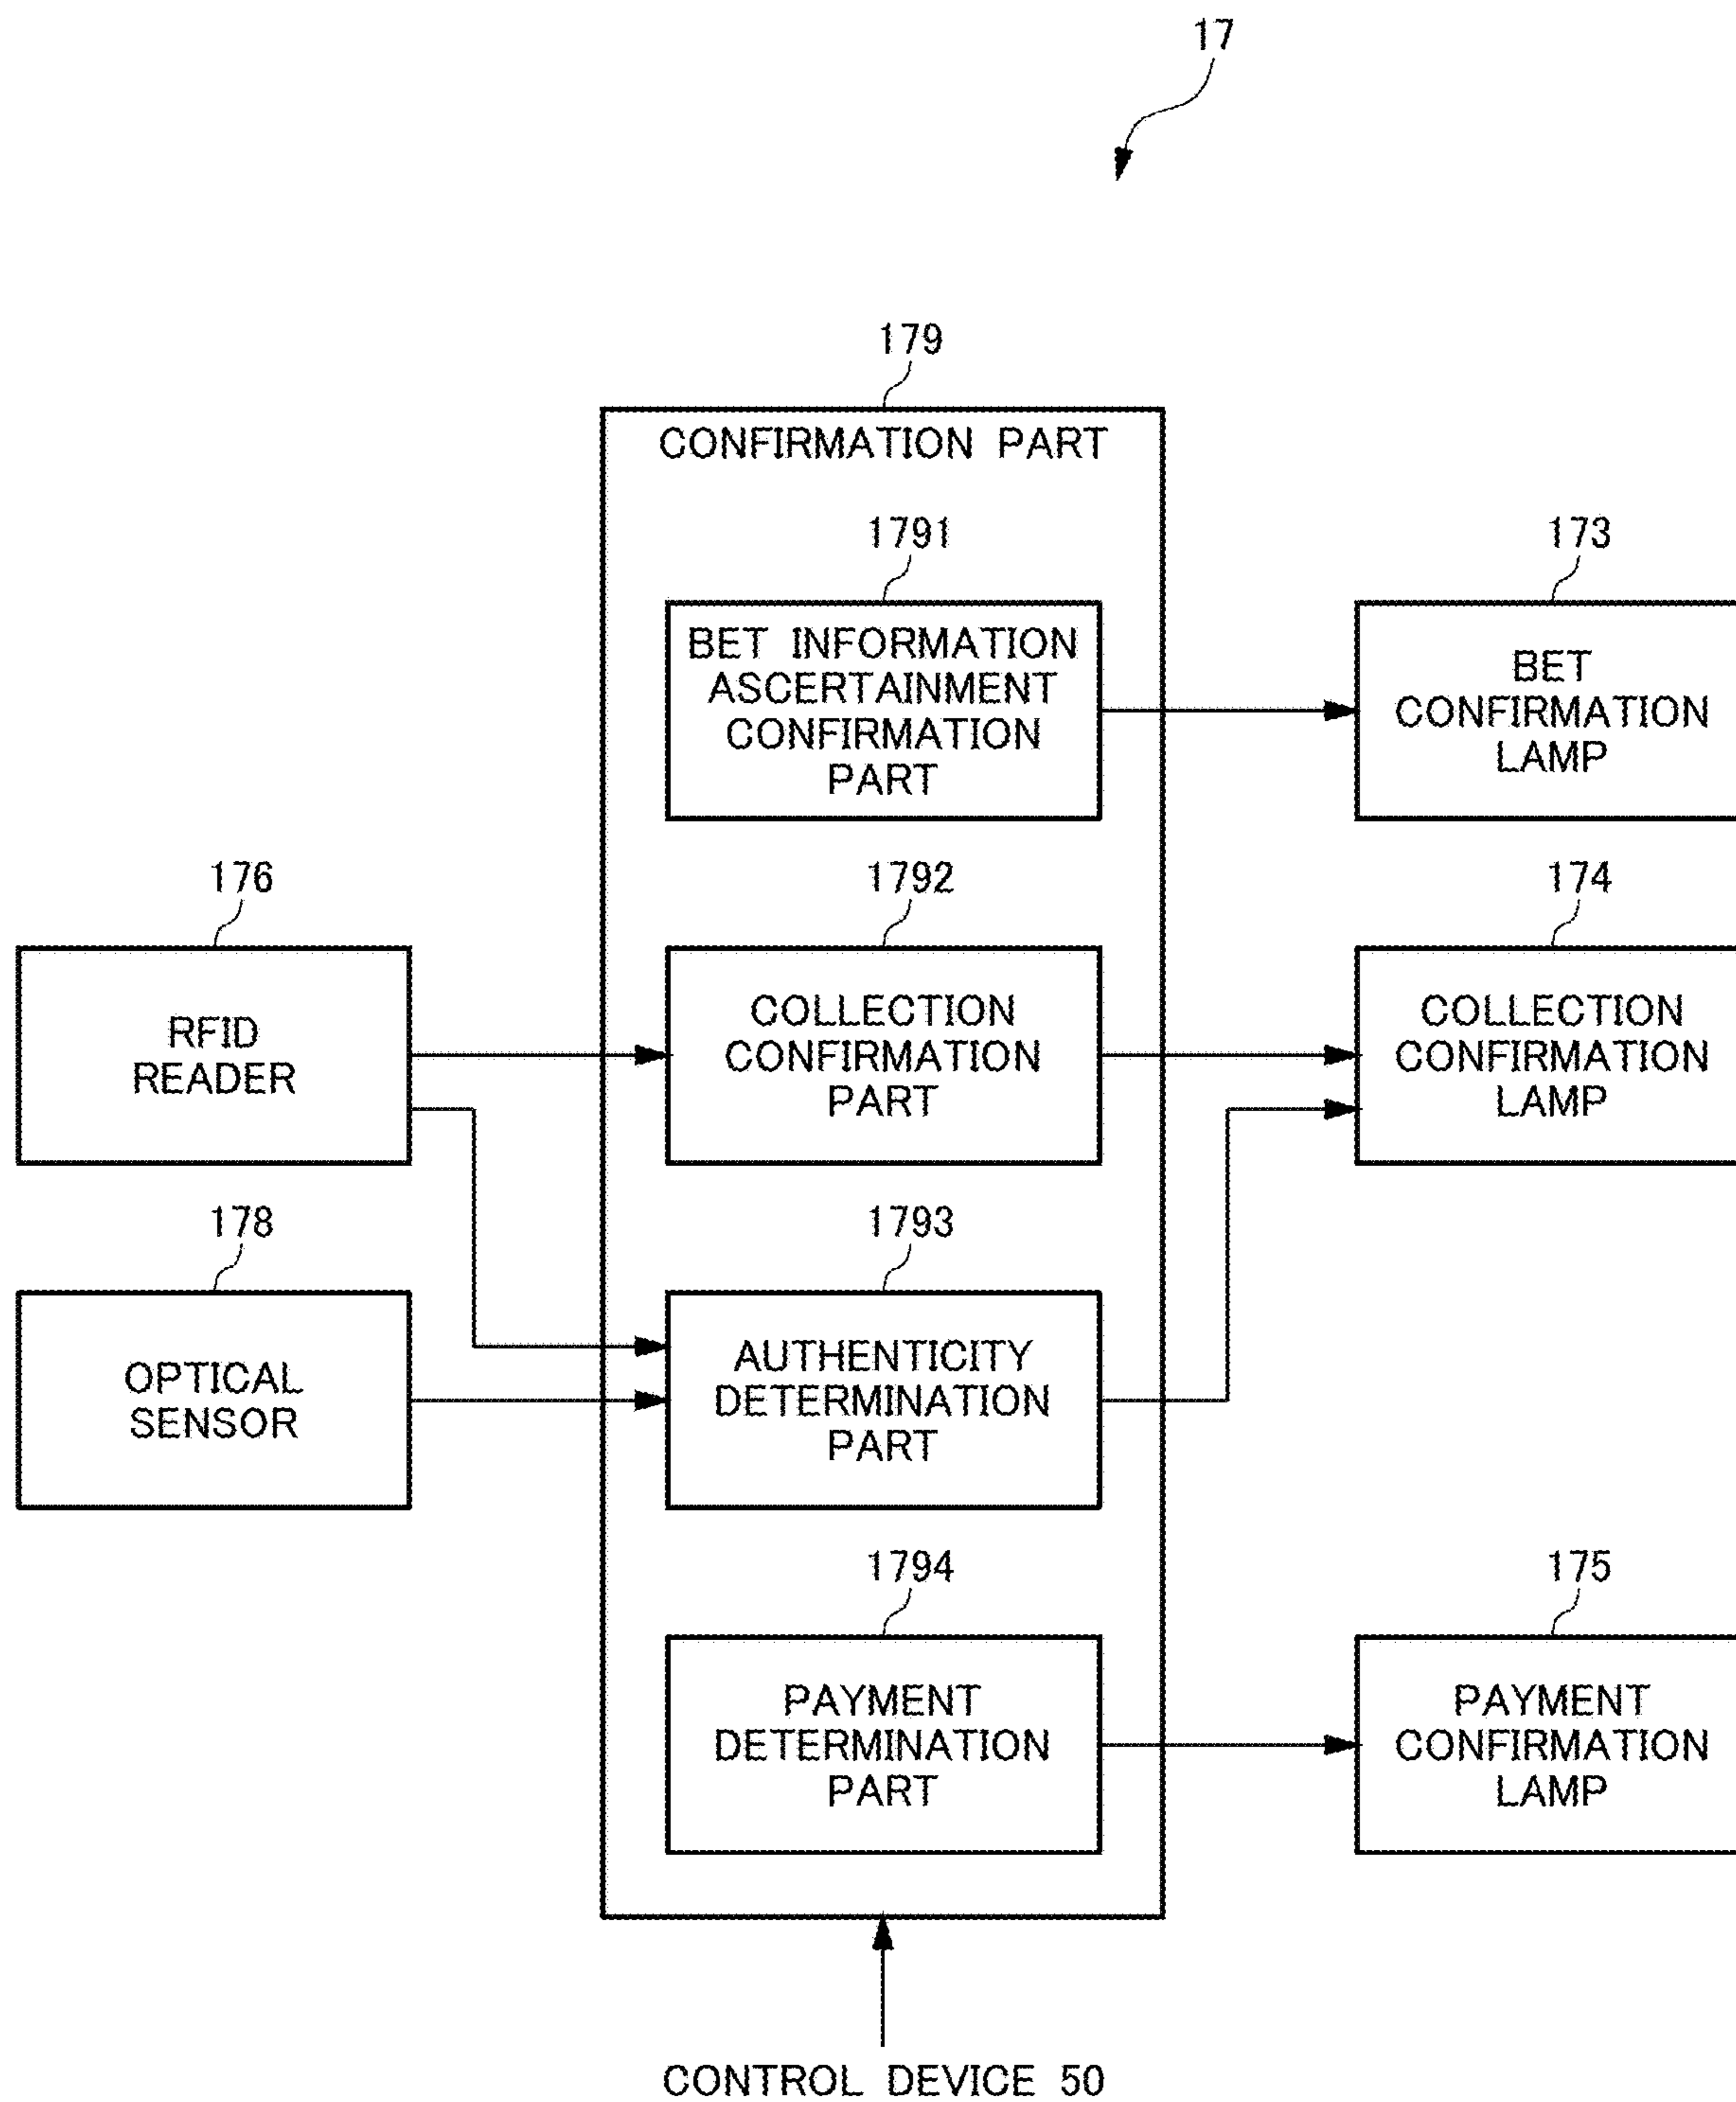 17
179
CONFIRMATION PART
1791
BET INFORMATION
ASCERTAINMENT
CONFIRMATION
PART
173
BET
CONFIRMATION
LAMP
176
RFID
READER
1792
COLLECTION
CONFIRMATION
PART
174
COLLECTION
CONFIRMATION
LAMP
178
OPTICAL
SENSOR
1793
AUTHENTICITY
DETERMINATION
PART
1794
PAYMENT
DETERMINATION
PART
175
PAYMENT
CONFIRMATION
LAMP
CONTROL DEVICE 50